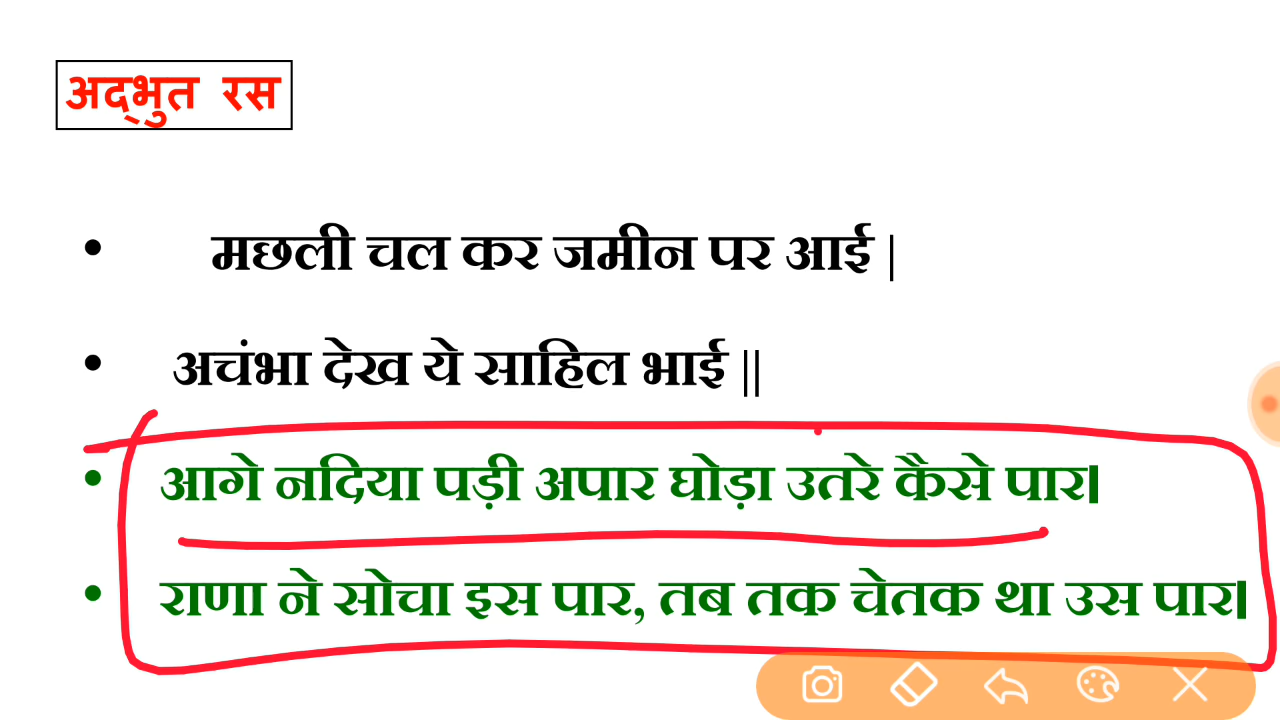 अद्‌भुत रस
• मछली चल कर जमीन पर आई |
• अचंभा देख ये साहिल भाई ||
• आगे नदिया पड़ी अपार घोड़ा उतरे कैसे पार।
• राणा ने सोचा इस पार, तब तक चेतक था उस पार।